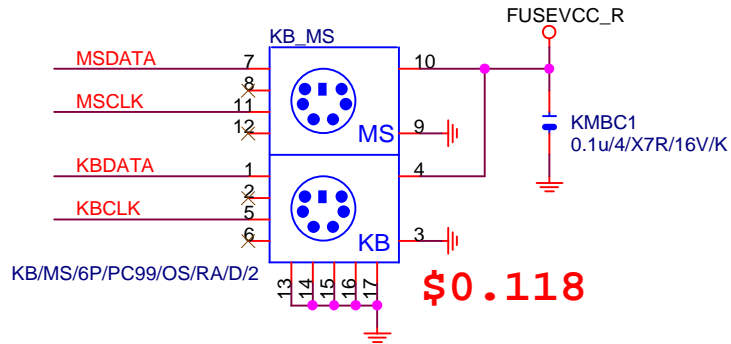 FUSEVCC_R
KB_MS
MSDATA 7 10
8
MSCLK 11
12 MS 9
KMBC1
0.1u/4/X7R/16V/K
KBDATA 1 4
2
KBCLK 5
6 KB 3
KB/MS/6P/PC99/OS/RA/D/2
13 14 15 16 17
$0.118